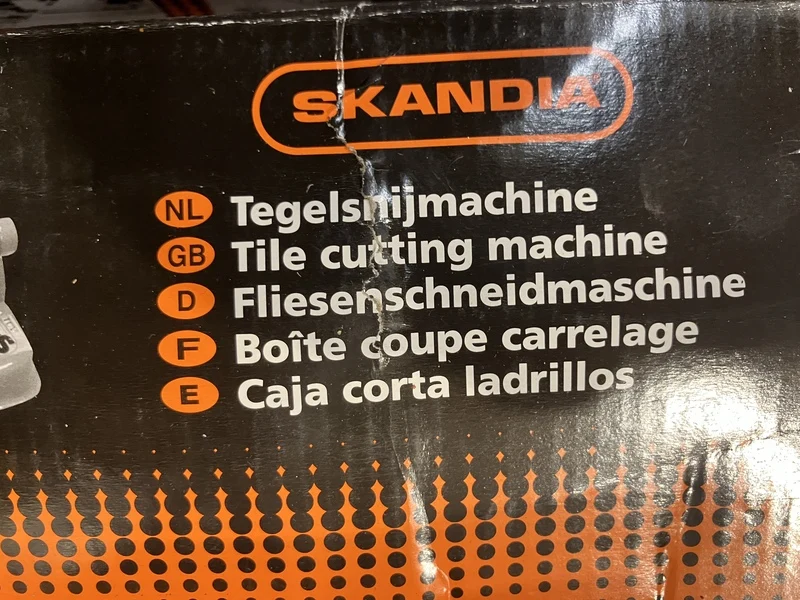 SKANDIA
NL Tegelsnijmachine
GB Tile cutting machine
D Fliesenschneidmaschine
F Boîte coupe carrelage
E Caja corta ladrillos